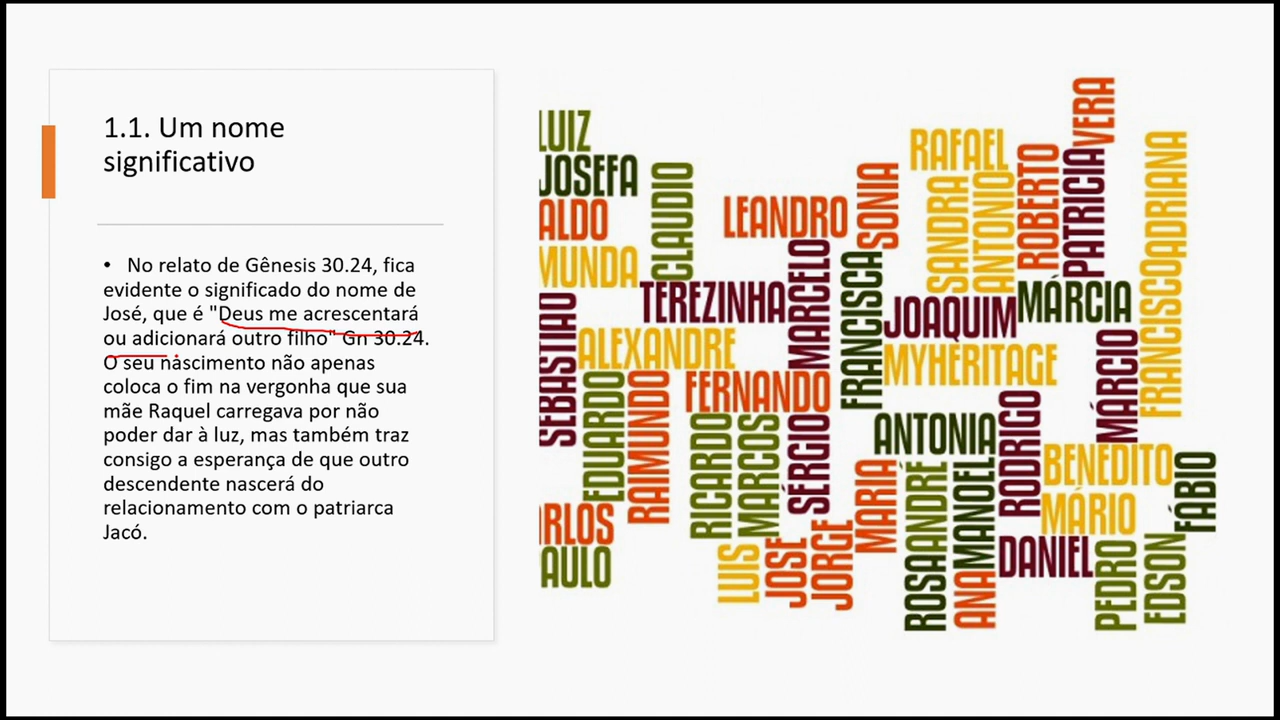 1.1. Um nome
significativo
• No relato de Gênesis 30.24, fica
evidente o significado do nome de
José, que é "Deus me acrescentará
ou adicionará outro filho" Gn 30.24.
O seu nascimento não apenas
coloca o fim na vergonha que sua
mãe Raquel carregava por não
poder dar à luz, mas também traz
consigo a esperança de que outro
descendente nascerá do
relacionamento com o patriarca
Jacó.
LUIZ
JOSEFA
ALDO
MUNDA
CLAUDIO
LEANDRO
SONIA
RAFAEL
SANDRA
ANTONIO
ROBERTO
PATRICIA
VERA
ADRIANA
SEBASTIAO
TEREZINHA
MARCELO
FRANCISCA
JOAQUIM
MÁRCIA
FRANCISCO
ALEXANDRE
MYHERITAGE
MÁRCIO
EDUARDO
RAIMUNDO
FERNANDO
RICARDO
MARCOS
SÉRGIO
ANTONIA
RODRIGO
BENEDITO
FÁBIO
MARIA
ANDRÉ
MANOEL
MÁRIO
RLOS
AULO
LUIS
JOSE
JORGE
ROSA
ANA
DANIEL
PEDRO
EDSON